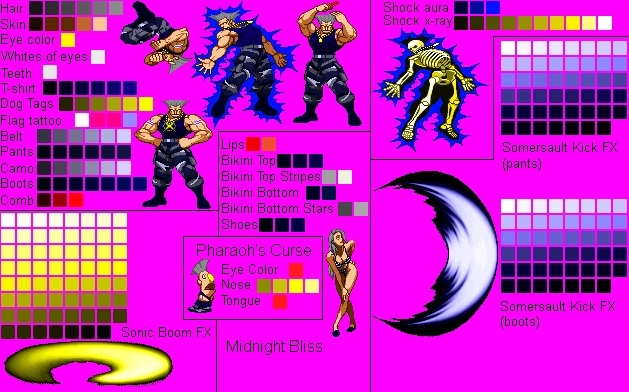 Hair
Skin
Eye color
Whites of eyes
Teeth
T-shirt
Dog Tags
Flag tattoo
Belt
Pants
Camo
Boots
Comb
Shock aura
Shock x-ray
Somersault Kick FX
(pants)
Lips
Bikini Top
Bikini Top Stripes
Bikini Bottom
Bikini Bottom Stars
Shoes
Pharaoh's Curse
Eye Color
Nose
Tongue
Midnight Bliss
Sonic Boom FX
Somersault Kick FX
(boots)